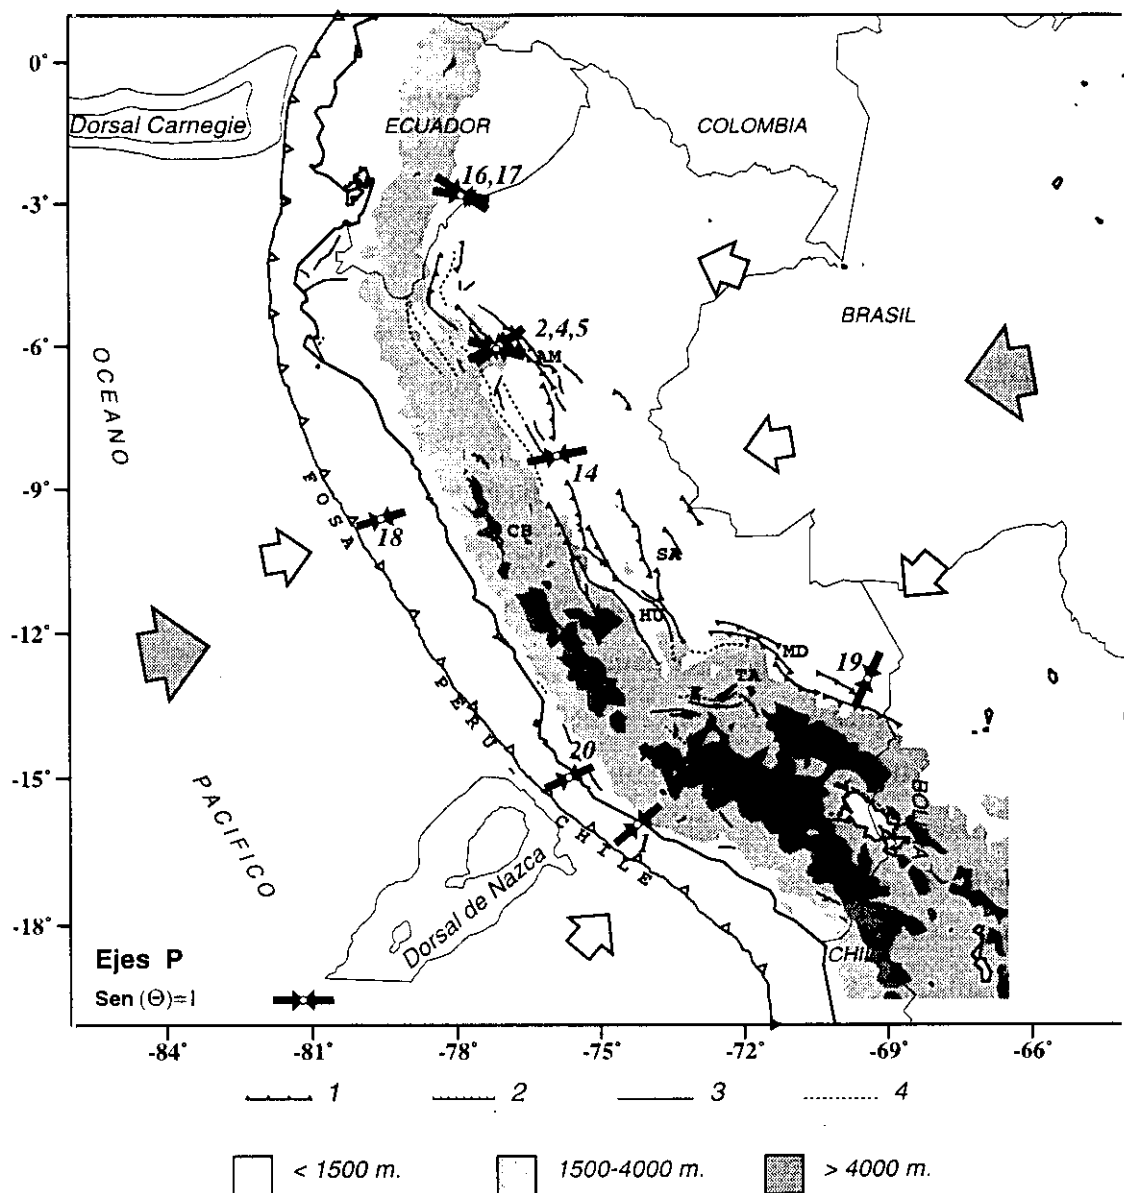 0°
Dorsal Carnegie
ECUADOR
COLOMBIA
16,17
-3°
BRASIL
2,4,5
-6°
AM
OCEANO
14
-9°
FOSA
18
CB
SA
HU
-12°
MD
19
TA
PERU
20
-15°
BOLIVIA
CHILE
1
PACIFICO
Dorsal de Nazca
-18°
CHILE
Ejes P
Sen (Θ)=1
-84°
-81°
-78°
-75°
-72°
-69°
-66°
1
2
3
4
< 1500 m.
1500-4000 m.
> 4000 m.